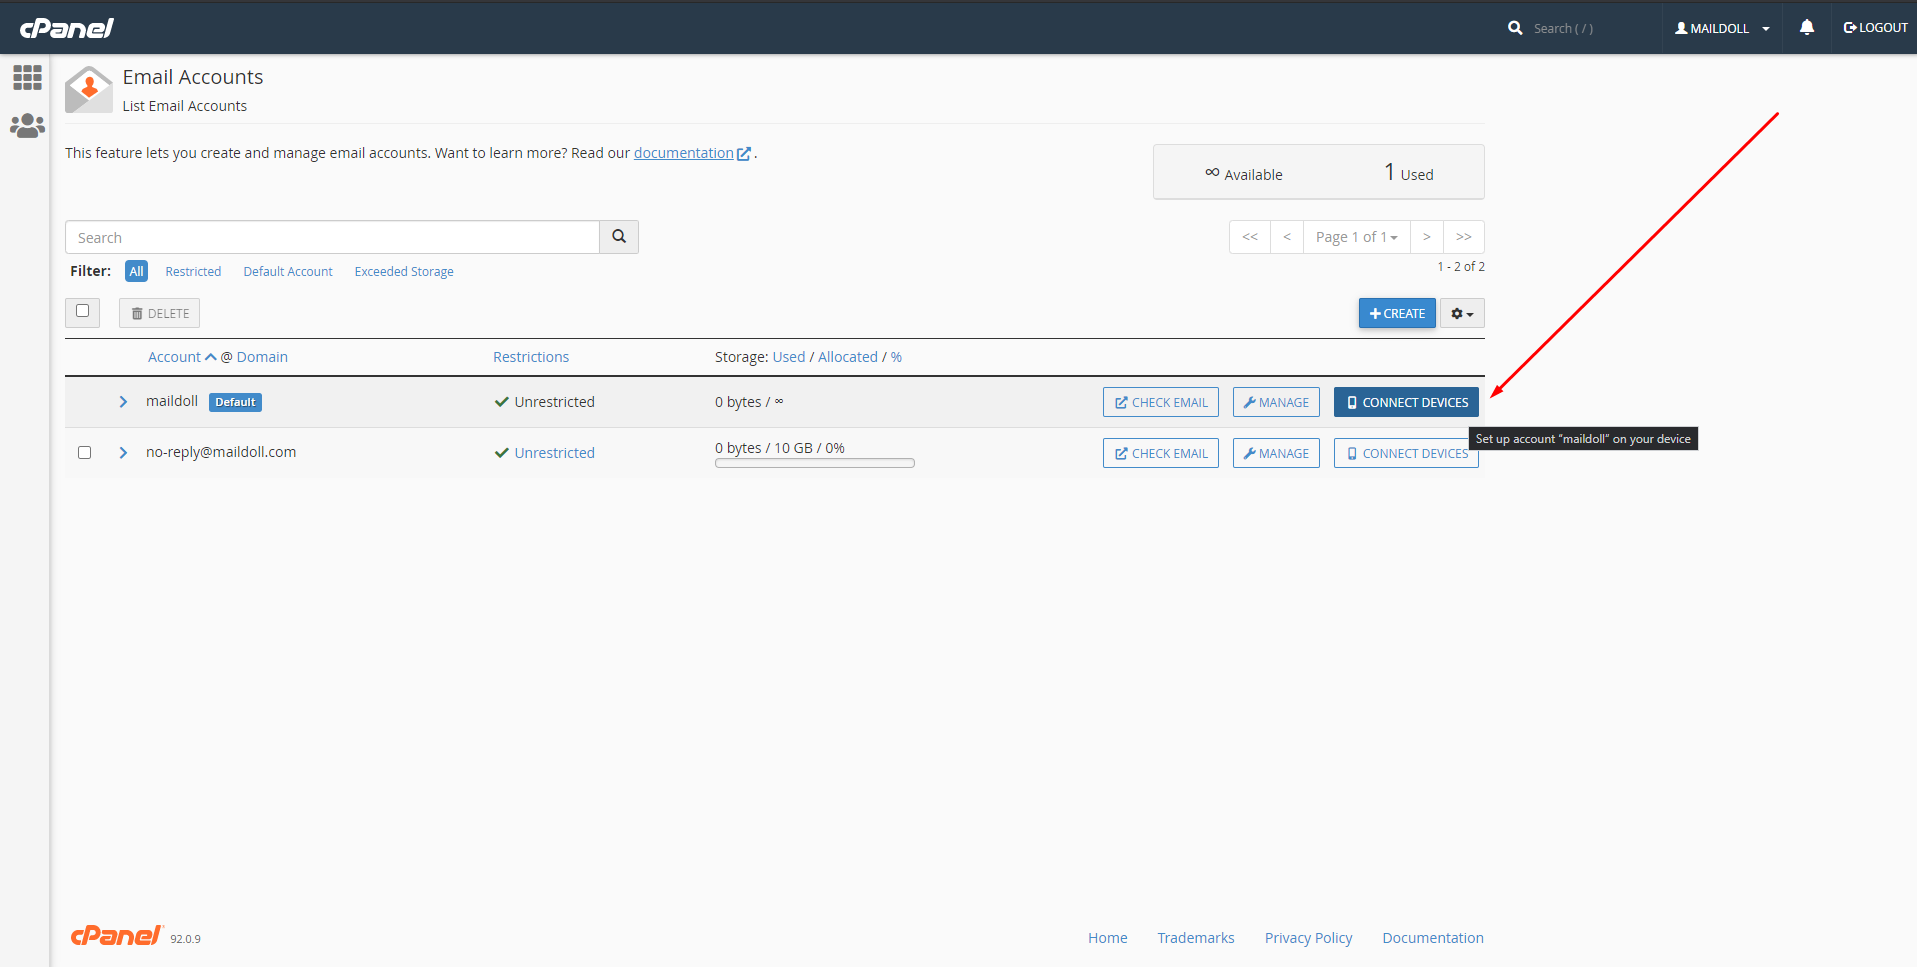 cPanel
Search ( / )
MAILDOLL
LOGOUT
Email Accounts
List Email Accounts
This feature lets you create and manage email accounts. Want to learn more? Read our documentation .
∞ Available 1 Used
Search
<< < Page 1 of 1 > >>
Filter: All Restricted Default Account Exceeded Storage
1 - 2 of 2
DELETE
CREATE
Account @ Domain Restrictions Storage: Used / Allocated / %
maildoll Default Unrestricted 0 bytes / ∞ CHECK EMAIL MANAGE CONNECT DEVICES
Set up account “maildoll” on your device
no-reply@maildoll.com Unrestricted 0 bytes / 10 GB / 0% CHECK EMAIL MANAGE CONNECT DEVICES
cPanel 92.0.9
Home Trademarks Privacy Policy Documentation